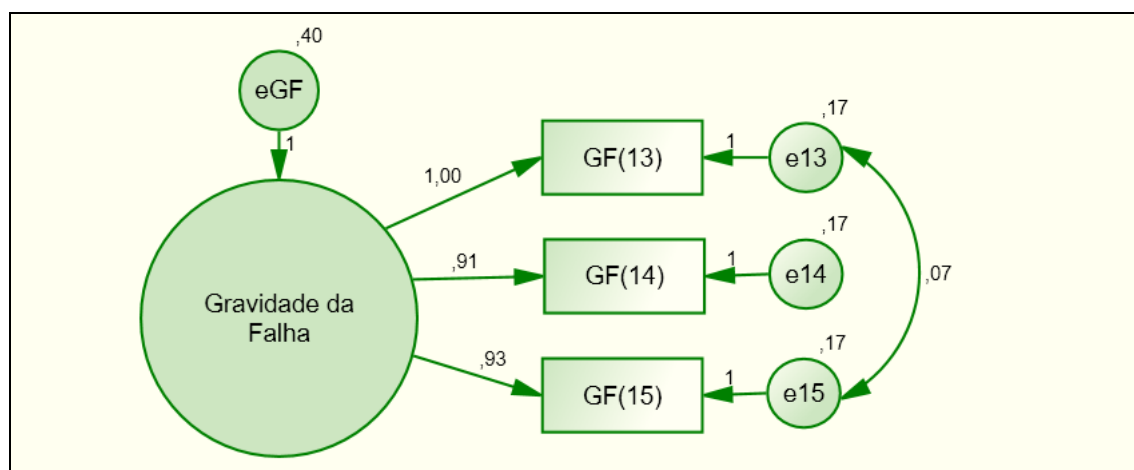 ,40
eGF
1
,17
GF(13)
1
e13
1,00
,17
,91
GF(14)
1
e14
,07
Gravidade da
Falha
,17
,93
GF(15)
1
e15